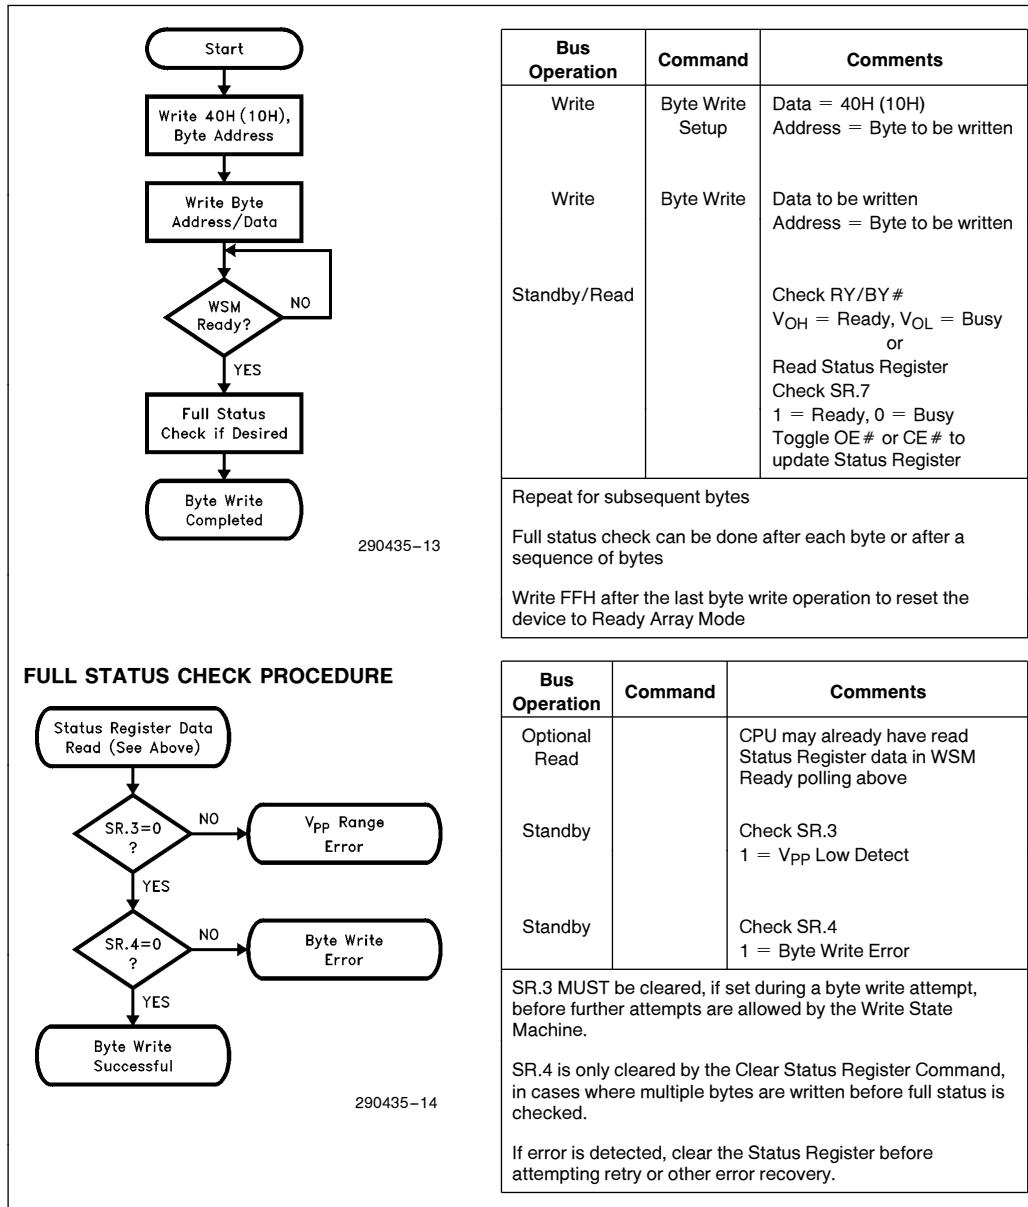 Start
Write 40H (10H),
Byte Address
Write Byte
Address/Data
WSM
Ready?
NO
YES
Full Status
Check if Desired
Byte Write
Completed
290435–13
Bus
Operation
Command
Comments
Write
Byte Write
Setup
Data = 40H (10H)
Address = Byte to be written
Write
Byte Write
Data to be written
Address = Byte to be written
Standby/Read
Check RY/BY#
VOH = Ready, VOL = Busy
or
Read Status Register
Check SR.7
1 = Ready, 0 = Busy
Toggle OE# or CE# to
update Status Register
Repeat for subsequent bytes
Full status check can be done after each byte or after a
sequence of bytes
Write FFH after the last byte write operation to reset the
device to Ready Array Mode
FULL STATUS CHECK PROCEDURE
Status Register Data
Read (See Above)
SR.3=0
?
NO
VPP Range
Error
YES
SR.4=0
?
NO
Byte Write
Error
YES
Byte Write
Successful
290435–14
Bus
Operation
Command
Comments
Optional
Read
CPU may already have read
Status Register data in WSM
Ready polling above
Standby
Check SR.3
1 = VPP Low Detect
Standby
Check SR.4
1 = Byte Write Error
SR.3 MUST be cleared, if set during a byte write attempt,
before further attempts are allowed by the Write State
Machine.
SR.4 is only cleared by the Clear Status Register Command,
in cases where multiple bytes are written before full status is
checked.
If error is detected, clear the Status Register before
attempting retry or other error recovery.